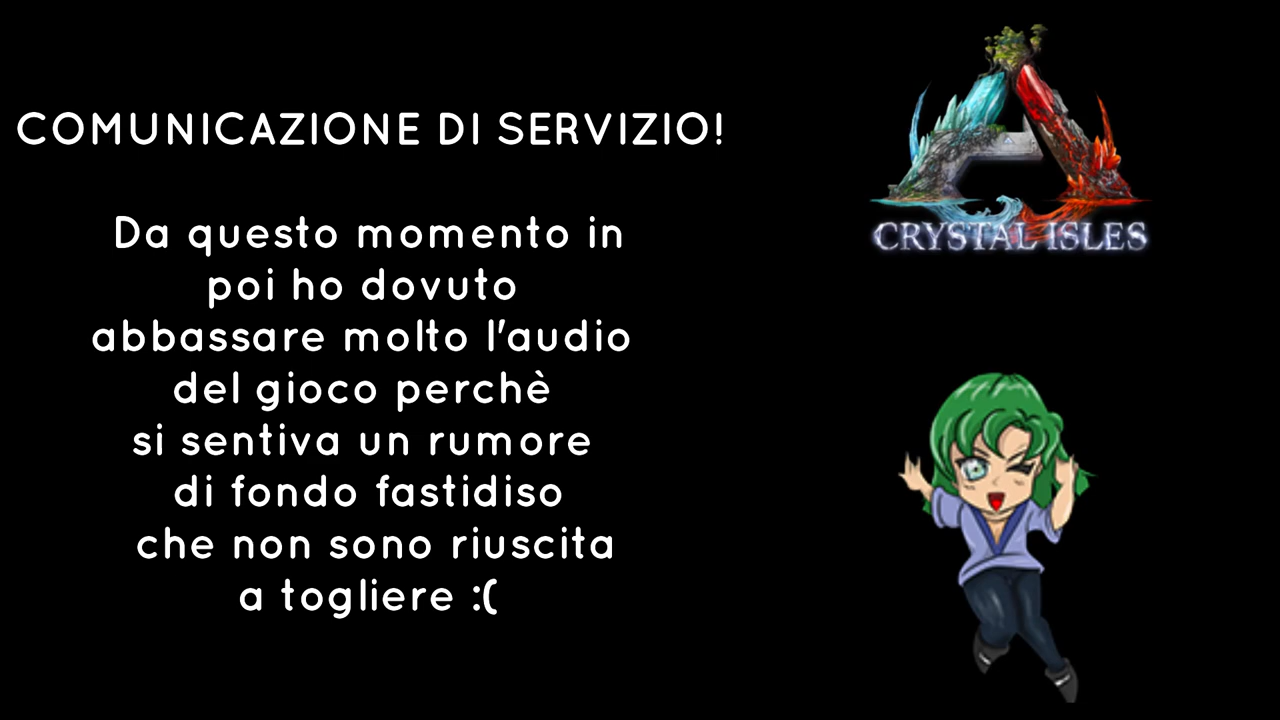 COMUNICAZIONE DI SERVIZIO!
Da questo momento in
poi ho dovuto
abbassare molto l'audio
del gioco perchè
si sentiva un rumore
di fondo fastidiso
che non sono riuscita
a togliere :(
CRYSTAL ISLES